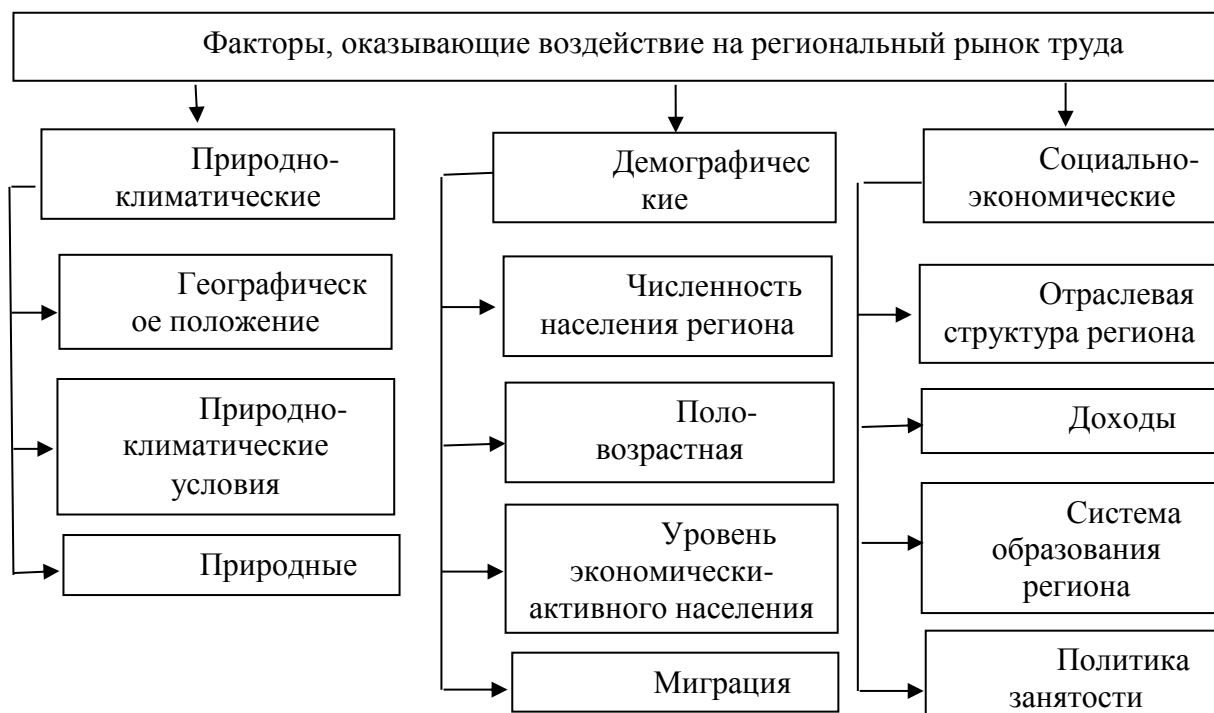 Факторы, оказывающие воздействие на региональный рынок труда
Природно-
климатические
Географическ
ое положение
Природно-
климатические
условия
Природные
Демографичес
кие
Численность
населения региона
Поло-
возрастная
Уровень
экономически-
активного населения
Миграция
Социально-
экономические
Отраслевая
структура региона
Доходы
Система
образования
региона
Политика
занятости